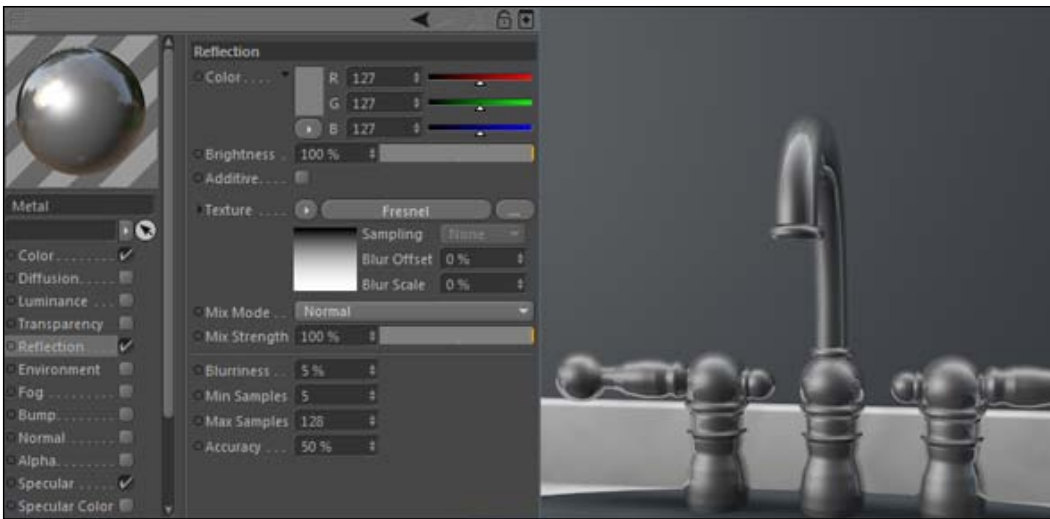 Reflection
Color . . . . R 127
G 127
B 127
Brightness . 100 %
Additive. . . .
Texture . . . . . Fresnel ...
Sampling None
Blur Offset 0 %
Blur Scale 0 %
Mix Mode . . Normal
Mix Strength 100 %
Blurriness . . 5 %
Min Samples 5
Max Samples 128
Accuracy . . . 50 %
Metal
Color. . . . . . . .
Diffusion. . . . .
Luminance . . .
Transparency
Reflection. . . .
Environment
Fog . . . . . . . . .
Bump. . . . . . . .
Normal . . . . . .
Alpha. . . . . . . .
Specular . . . . .
Specular Color